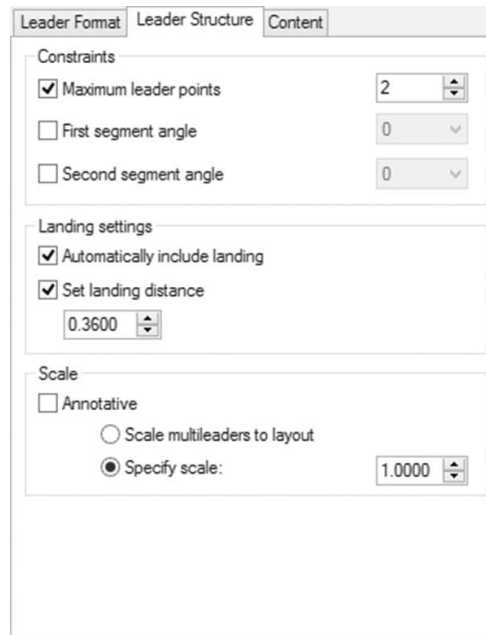 Leader Format Leader Structure Content
Constraints
Maximum leader points 2
First segment angle 0
Second segment angle 0
Landing settings
Automatically include landing
Set landing distance
0.3600
Scale
Annotative
Scale multileaders to layout
Specify scale: 1.0000